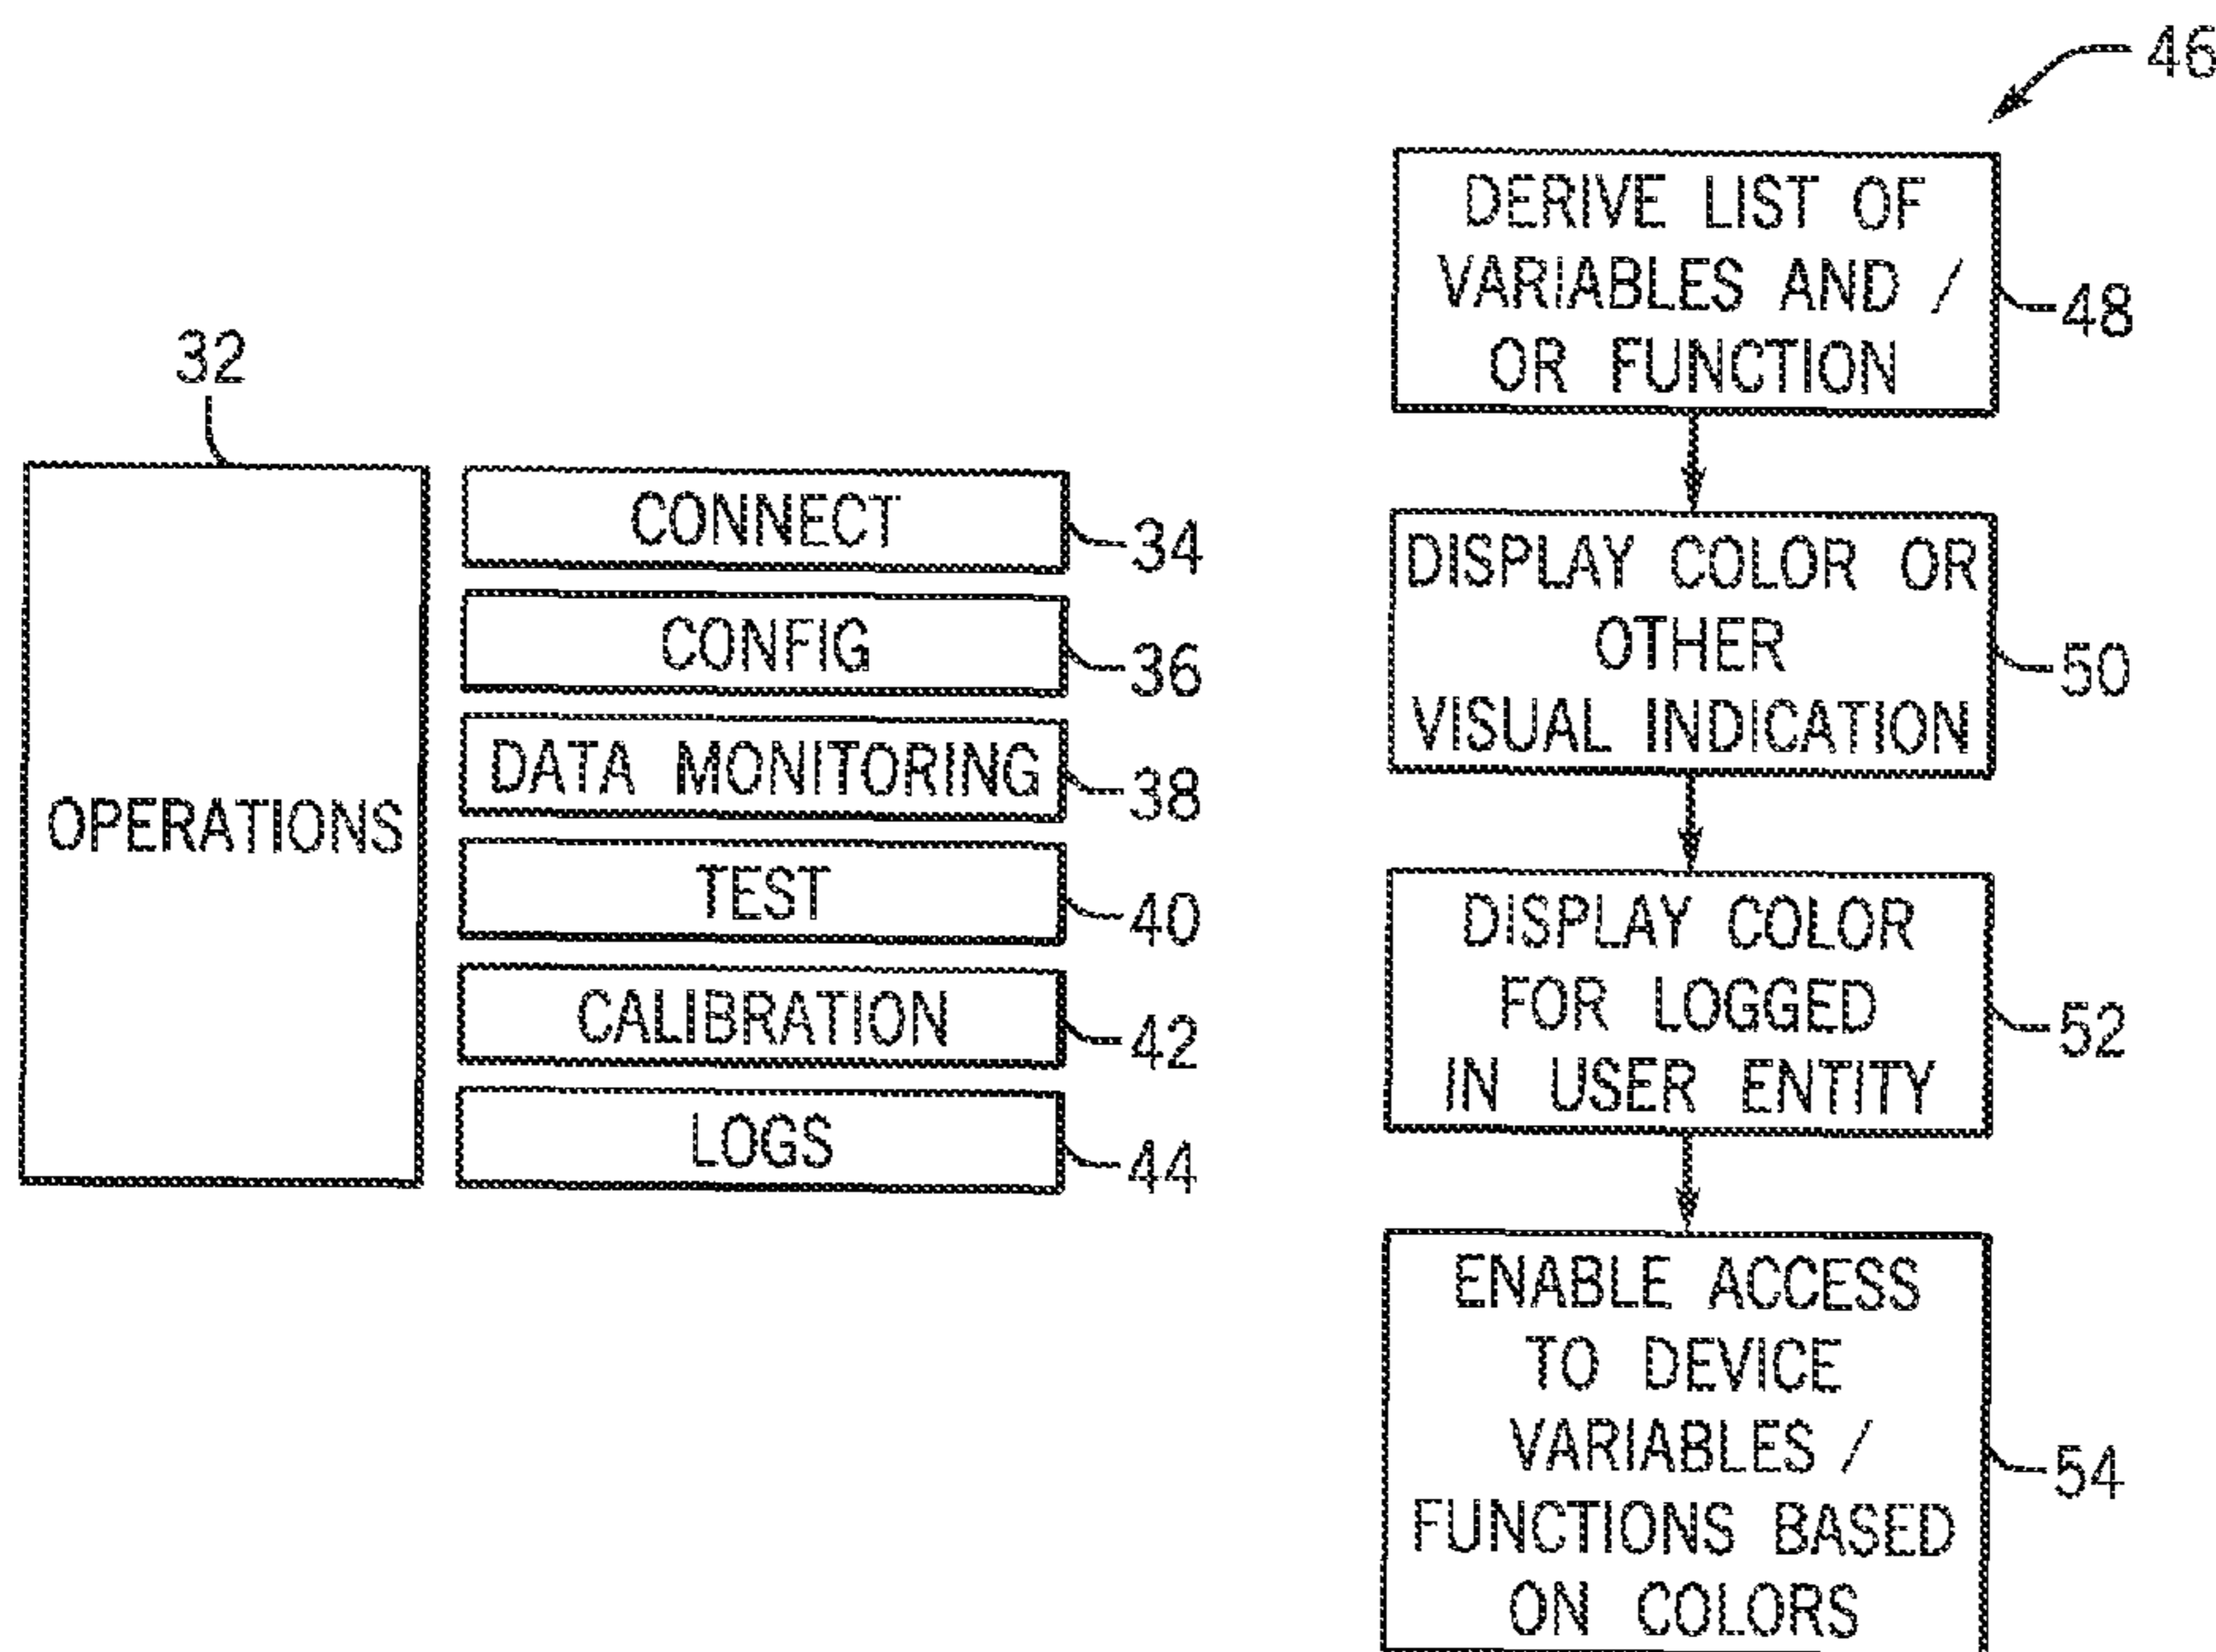 32
OPERATIONS
CONNECT
34
CONFIG
36
DATA MONITORING
38
TEST
40
CALIBRATION
42
LOGS
44
46
DERIVE LIST OF
VARIABLES AND /
OR FUNCTION
48
DISPLAY COLOR OR
OTHER
VISUAL INDICATION
50
DISPLAY COLOR
FOR LOGGED
IN USER ENTITY
52
ENABLE ACCESS
TO DEVICE
VARIABLES /
FUNCTIONS BASED
ON COLORS
54